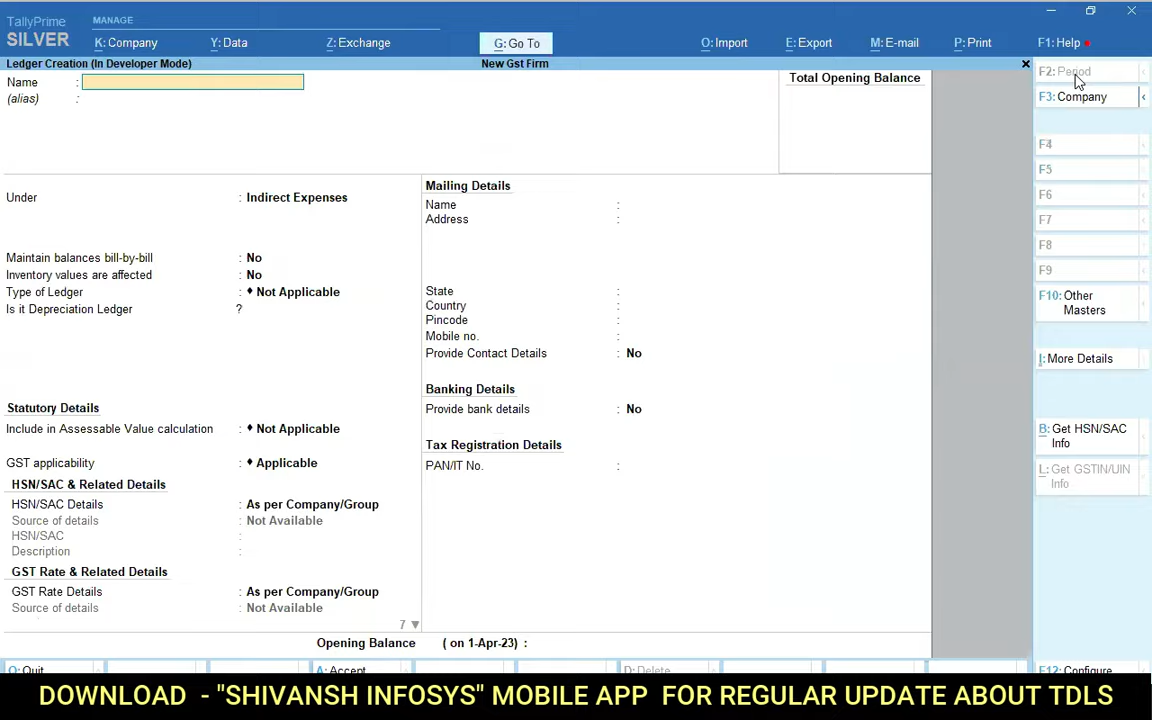 TallyPrime
SILVER
MANAGE
K: Company
Y: Data
Z: Exchange
G: Go To
O: Import
E: Export
M: E-mail
P: Print
F1: Help
Ledger Creation (In Developer Mode)
New Gst Firm
Name :
(alias) :
Total Opening Balance
Under : Indirect Expenses
Maintain balances bill-by-bill : No
Inventory values are affected : No
Type of Ledger : ♦ Not Applicable
Is it Depreciation Ledger ?
Statutory Details
Include in Assessable Value calculation : ♦ Not Applicable
GST applicability : ♦ Applicable
HSN/SAC & Related Details
HSN/SAC Details : As per Company/Group
Source of details : Not Available
HSN/SAC :
Description :
GST Rate & Related Details
GST Rate Details : As per Company/Group
Source of details : Not Available
7 ▼
Mailing Details
Name :
Address :
State :
Country :
Pincode :
Mobile no. :
Provide Contact Details : No
Banking Details
Provide bank details : No
Tax Registration Details
PAN/IT No. :
Opening Balance ( on 1-Apr-23) :
F2: Period
F3: Company
F4
F5
F6
F7
F8
F9
F10: Other
Masters
I: More Details
B: Get HSN/SAC
Info
L: Get GSTIN/UIN
Info
Q: Quit
A: Accept
D: Delete
F12: Configure
DOWNLOAD - "SHIVANSH INFOSYS" MOBILE APP FOR REGULAR UPDATE ABOUT TDLS